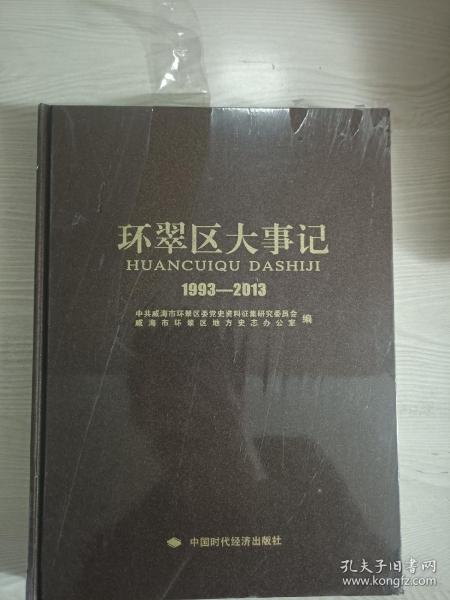 环翠区大事记
HUANCUIQU DASHIJI
1993—2013
中共威海市环翠区委党史资料征集研究委员会
威海市环翠区地方史志办公室 编
中国时代经济出版社
孔夫子旧书网
www.kongfz.com